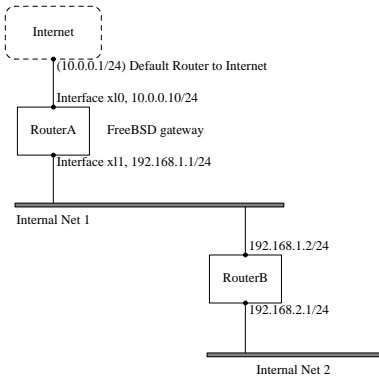 Internet
(10.0.0.1/24) Default Router to Internet
Interface xl0, 10.0.0.10/24
RouterA
FreeBSD gateway
Interface xl1, 192.168.1.1/24
Internal Net 1
192.168.1.2/24
RouterB
192.168.2.1/24
Internal Net 2